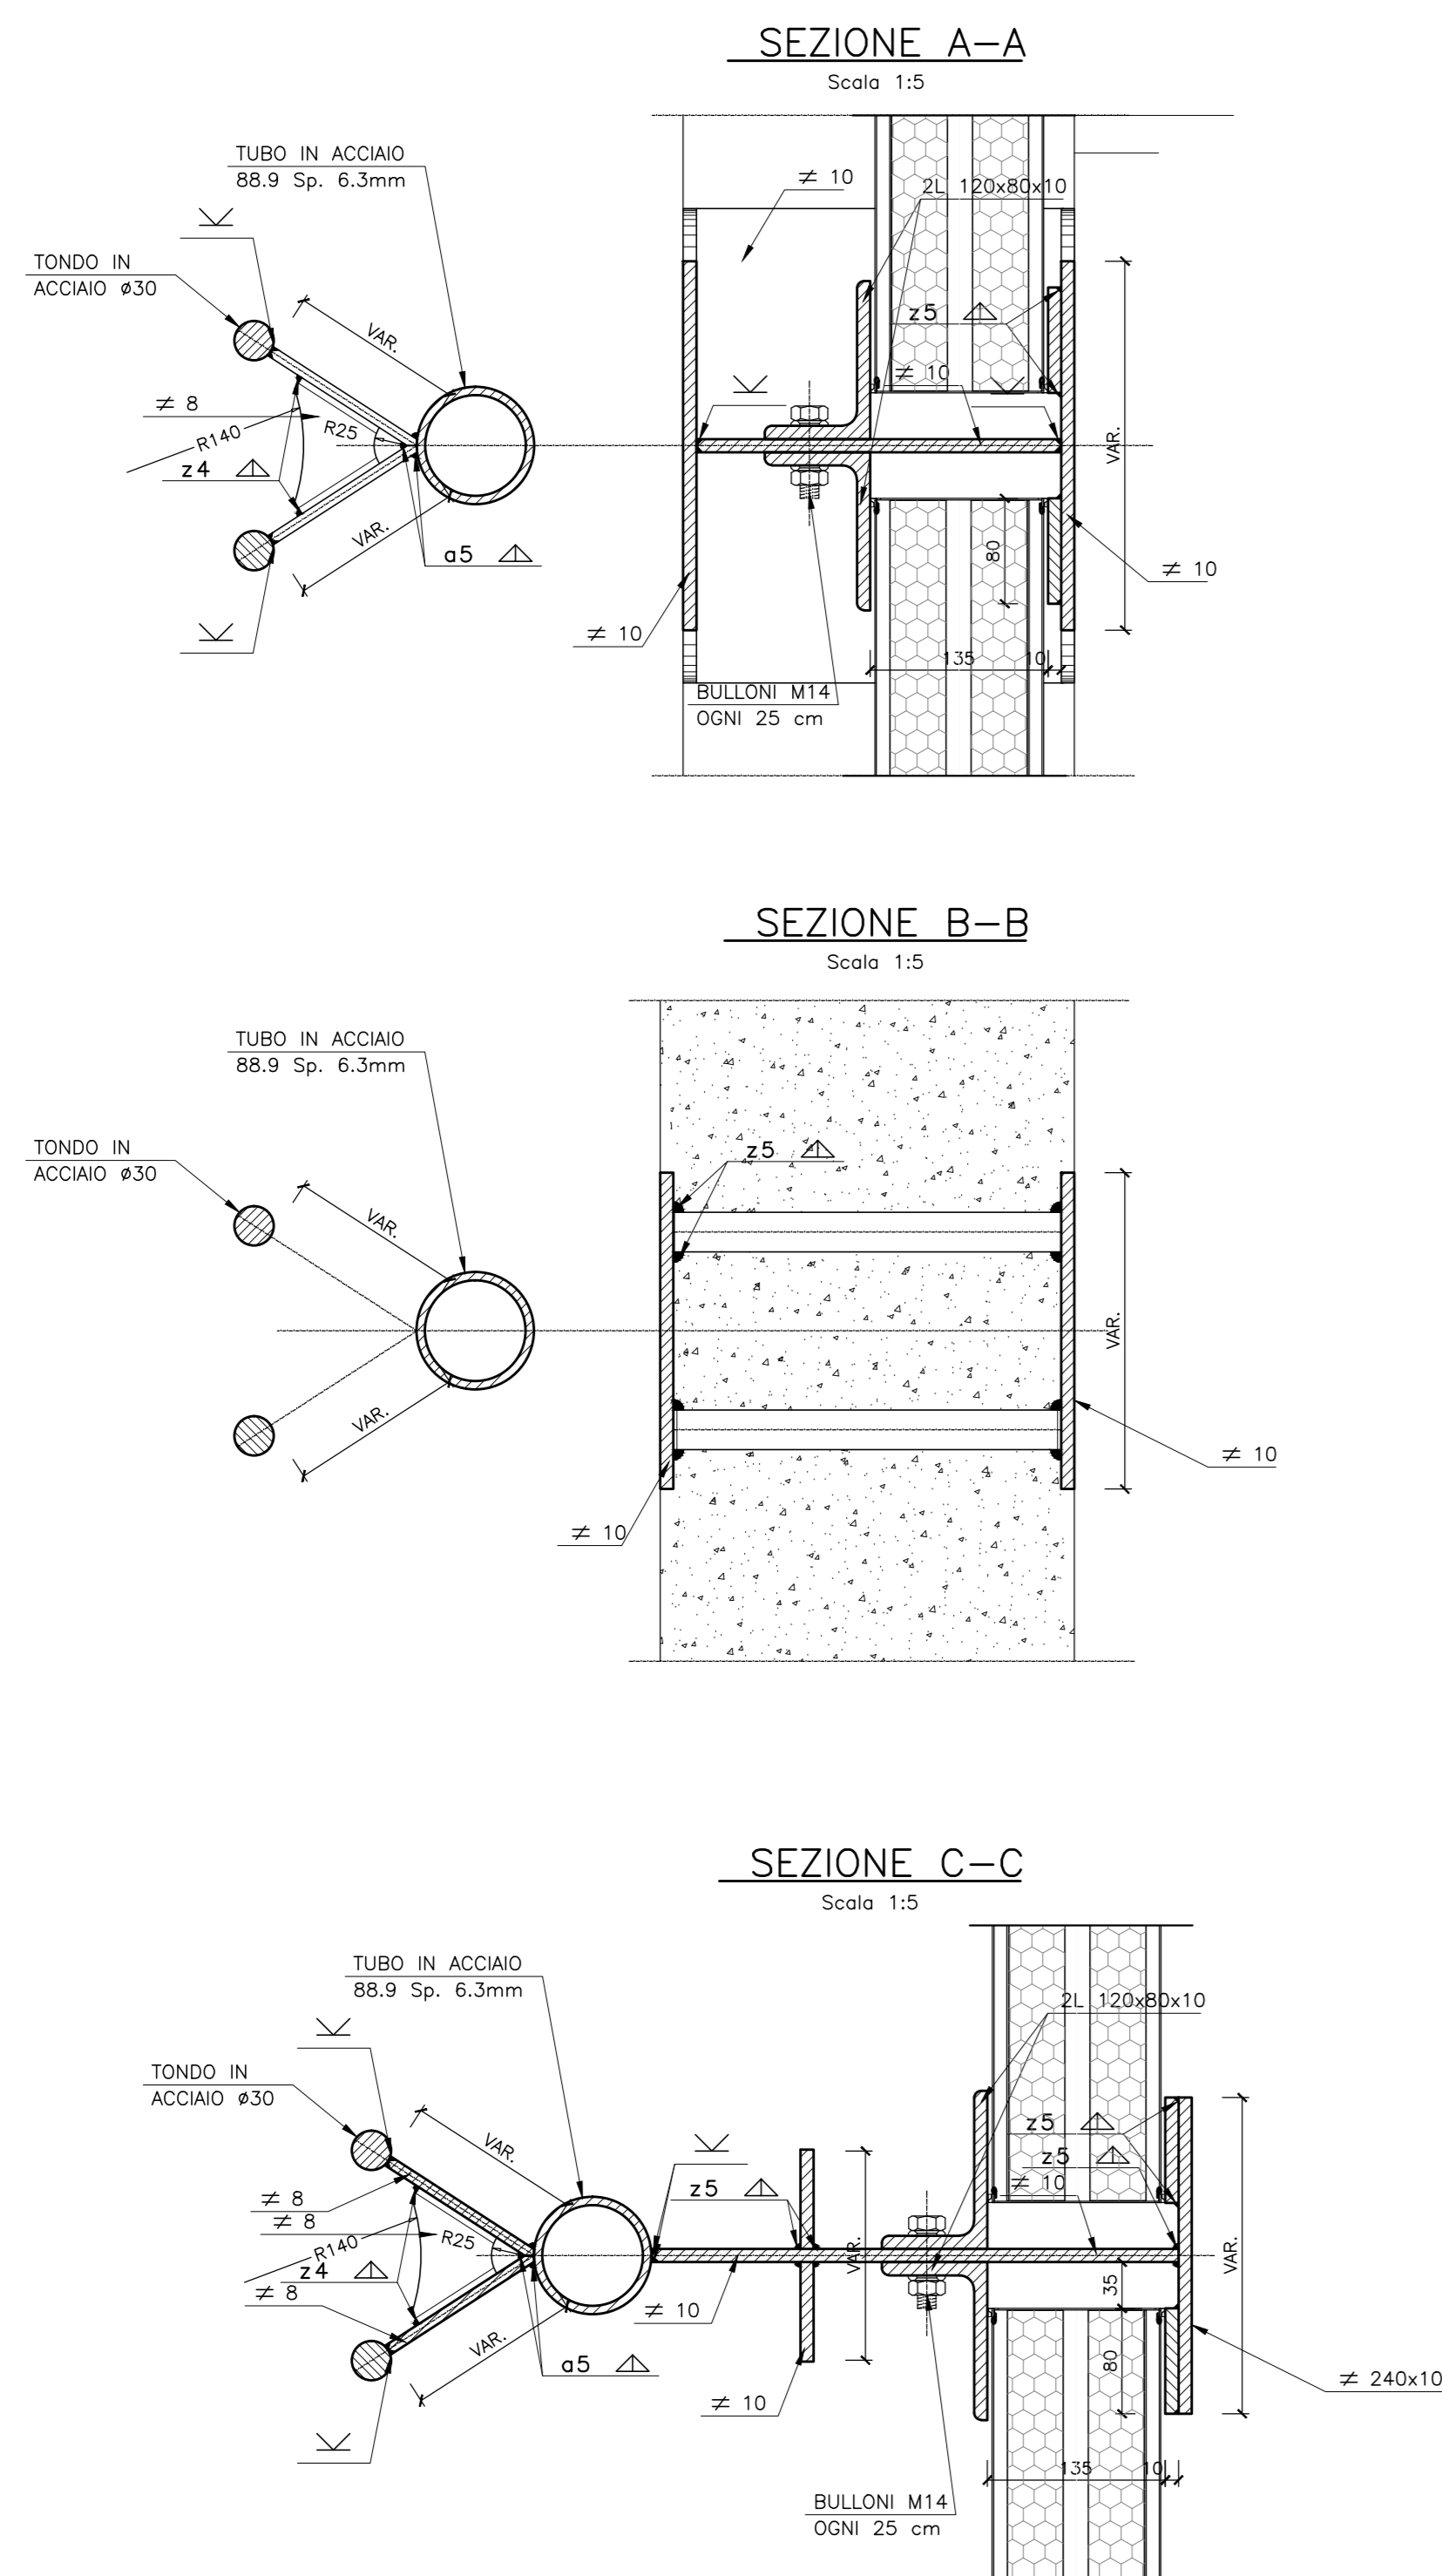 SEZIONE A-A
Scala 1:5
TUBO IN ACCIAIO
88.9 Sp. 6.3mm
≠ 10
2L 120x80x10
TONDO IN
ACCIAIO ø30
VAR.
z5
≠ 10
≠ 8
R140
R25
z4
VAR.
VAR.
a5
80
≠ 10
≠ 10
135
10
BULLONI M14
OGNI 25 cm
SEZIONE B-B
Scala 1:5
TUBO IN ACCIAIO
88.9 Sp. 6.3mm
TONDO IN
ACCIAIO ø30
z5
VAR.
VAR.
VAR.
≠ 10
≠ 10
SEZIONE C-C
Scala 1:5
TUBO IN ACCIAIO
88.9 Sp. 6.3mm
2L 120x80x10
TONDO IN
ACCIAIO ø30
VAR.
z5
z5
≠ 10
z5
≠ 8
≠ 8
R140
R25
z4
≠ 8
VAR.
VAR.
VAR.
35
≠ 10
a5
80
≠ 240x10
≠ 10
135
10
BULLONI M14
OGNI 25 cm